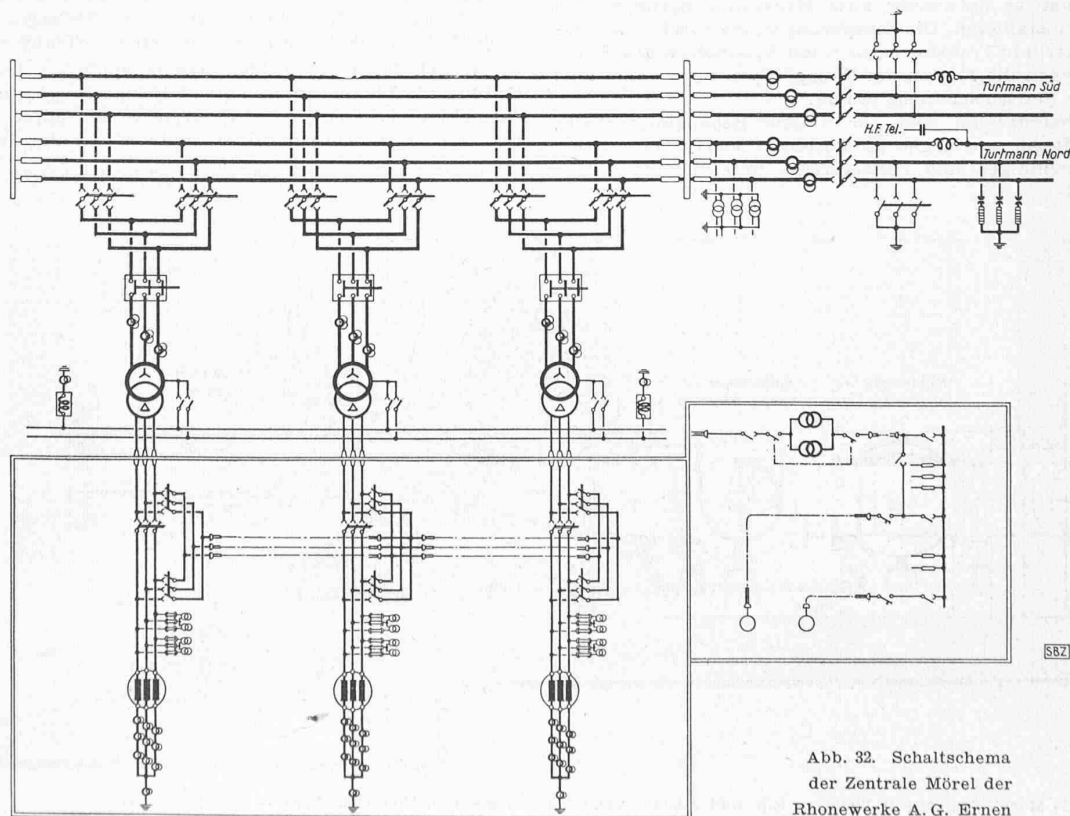 Turtmann Süd
H.F. Tel.
Turtmann Nord
SBZ
Abb. 32. Schaltschema
der Zentrale Mörel der
Rhonewerke A. G. Ernen